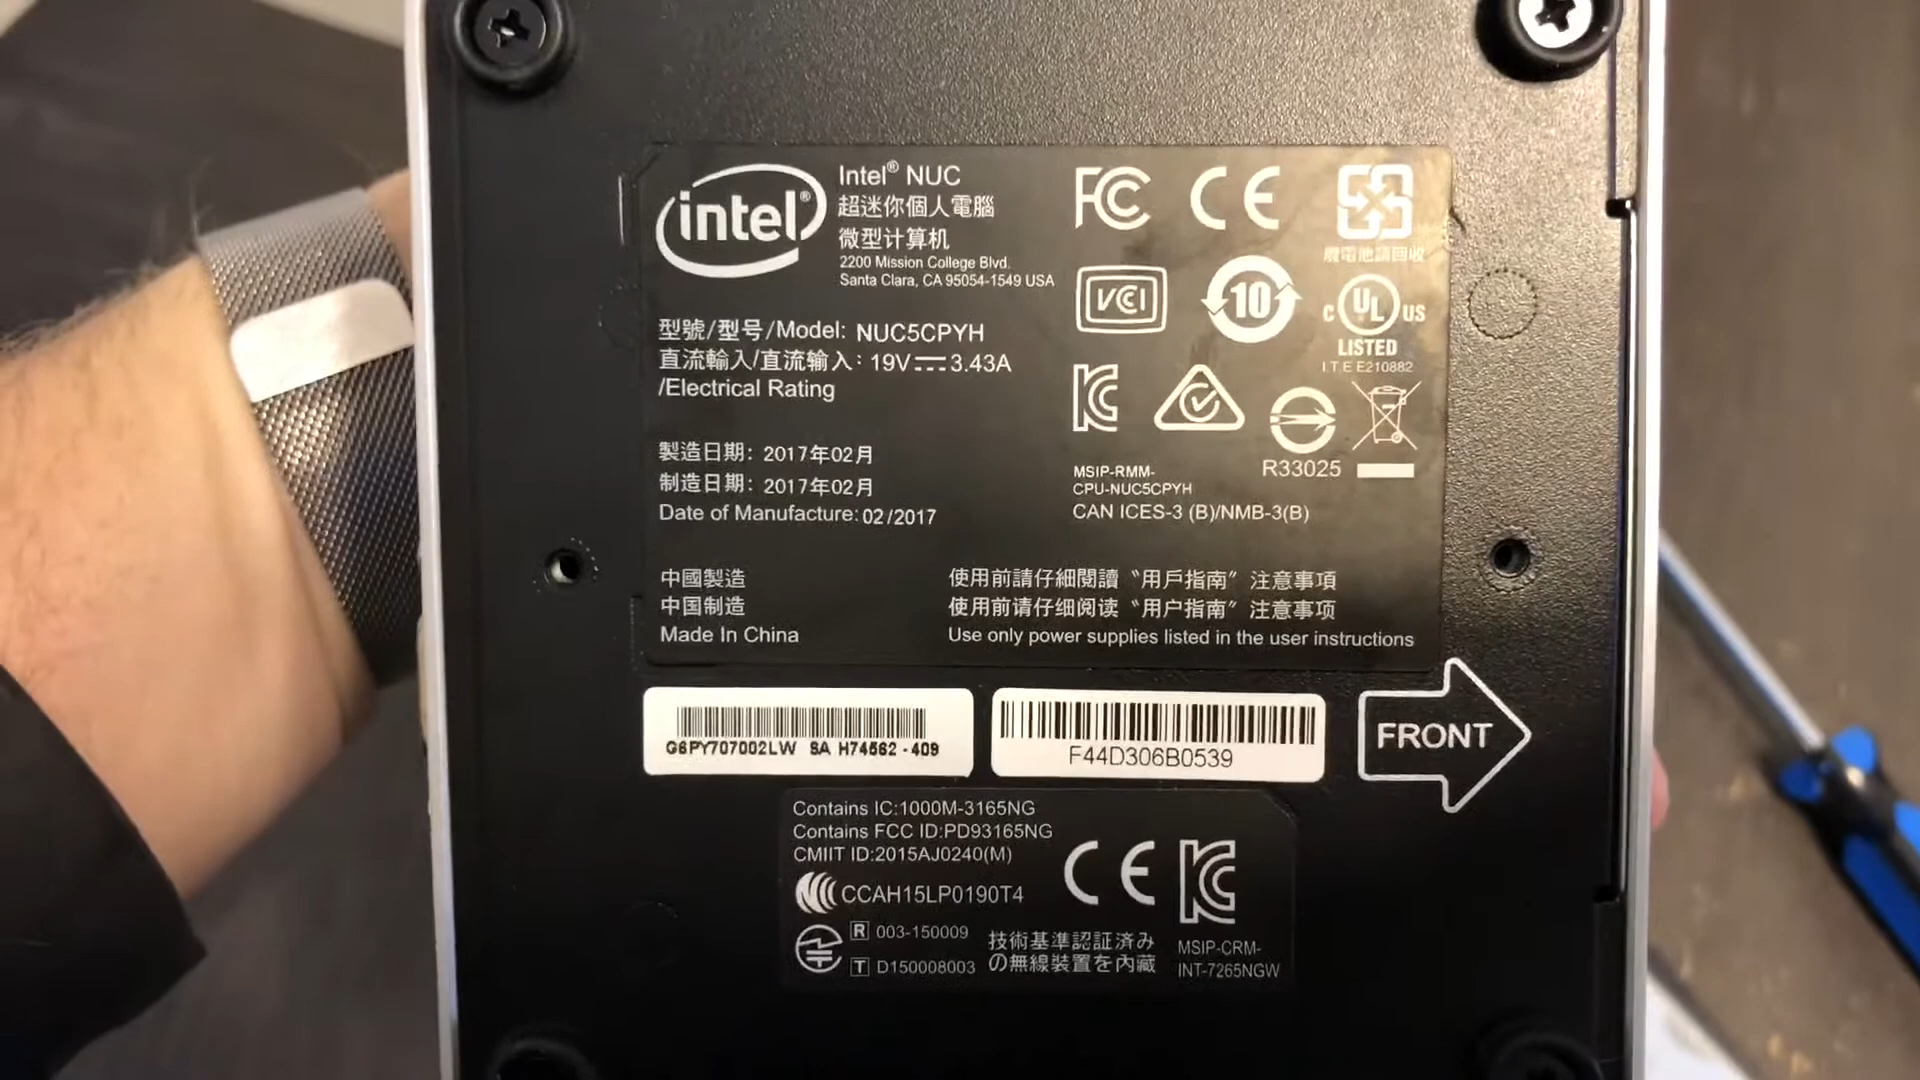 intel®
Intel® NUC
超迷你個人電腦
微型计算机
2200 Mission College Blvd.
Santa Clara, CA 95054-1549 USA
型號/型号/Model: NUC5CPYH
直流輸入/直流输入: 19V⎓3.43A
/Electrical Rating
製造日期: 2017年02月
制造日期: 2017年02月
Date of Manufacture: 02/2017
中國製造
中国制造
Made In China
FC
CE
廢電池請回收
VCI
10
C UL US
LISTED
I.T.E E210882
R33025
MSIP-RMM-
CPU-NUC5CPYH
CAN ICES-3 (B)/NMB-3(B)
使用前請仔細閱讀〝用戶指南〞注意事項
使用前请仔细阅读〝用户指南〞注意事项
Use only power supplies listed in the user instructions
G6PY707002LW SA H74562-409
F44D306B0539
FRONT
Contains IC:1000M-3165NG
Contains FCC ID:PD93165NG
CMIIT ID:2015AJ0240(M)
CCAH15LP0190T4
R 003-150009
T D150008003
技術基準認証済み
の無線装置を内藏
CE
MSIP-CRM-
INT-7265NGW